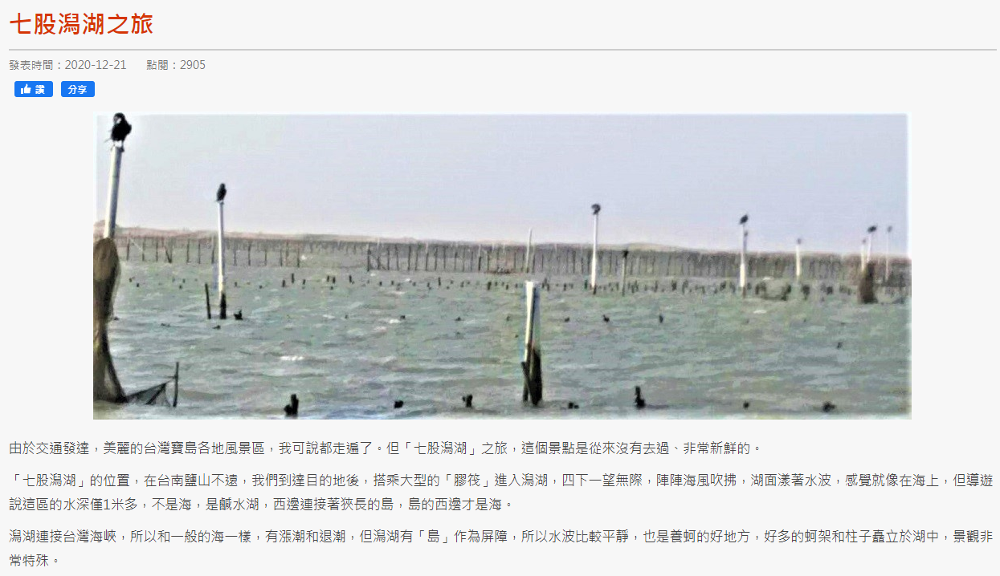 七股潟湖之旅
發表時間：2020-12-21 點閱：2905
讚 分享
由於交通發達，美麗的台灣寶島各地風景區，我可說都走遍了。但「七股潟湖」之旅，這個景點是從來沒有去過、非常新鮮的。
「七股潟湖」的位置，在台南鹽山不遠，我們到達目的地後，搭乘大型的「膠筏」進入潟湖，四下一望無際，陣陣海風吹拂，湖面漾著水波，感覺就像在海上，但導遊
說這區的水深僅1米多，不是海，是鹹水湖，西邊連接著狹長的島，島的西邊才是海。
潟湖連接台灣海峽，所以和一般的海一樣，有漲潮和退潮，但潟湖有「島」作為屏障，所以水波比較平靜，也是養蚵的好地方，好多的蚵架和柱子矗立於湖中，景觀非
常特殊。